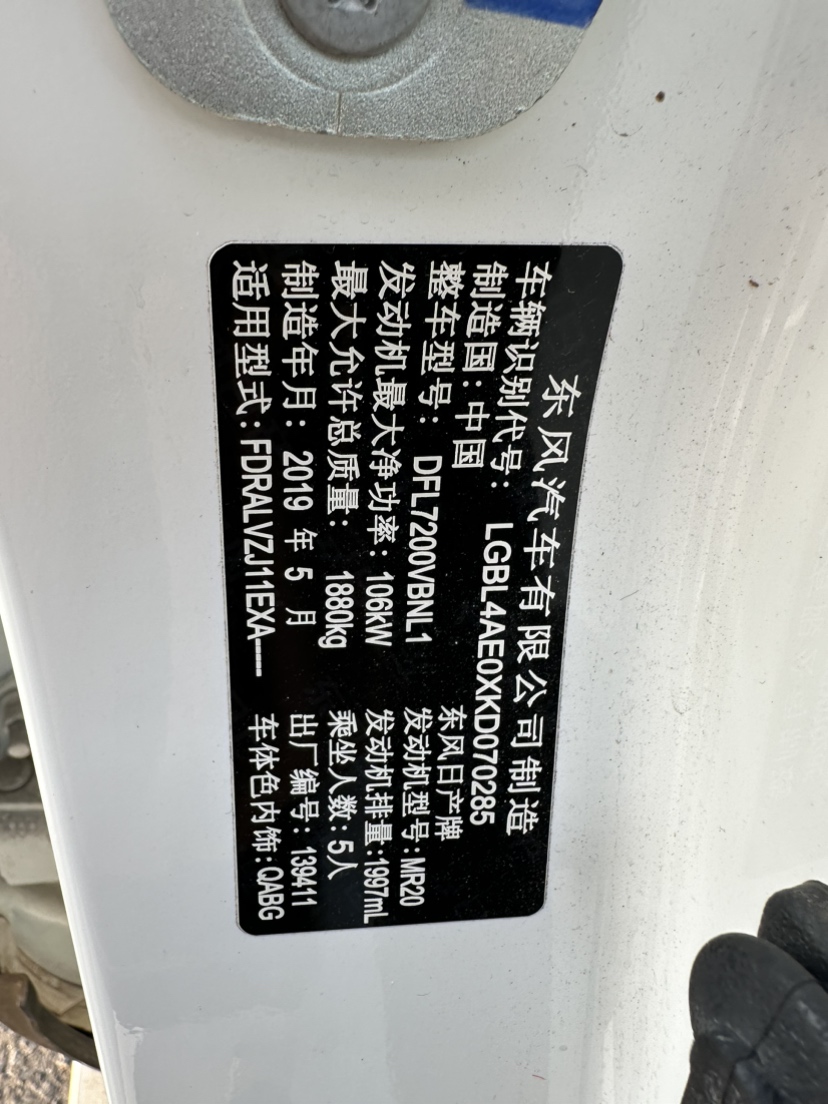 东风汽车有限公司制造
车辆识别代号: LGBL4AE0XKD070285
制造国: 中国 东风日产牌
整车型号: DFL7200VBNL1 发动机型号: MR20
发动机最大净功率: 106kW 发动机排量: 1997mL
最大允许总质量: 1880kg 乘坐人数: 5人
制造年月: 2019 年 5 月 出厂编号: 139411
适用型式: FDRALVZJ11EXA---- 车体色内饰: QABG